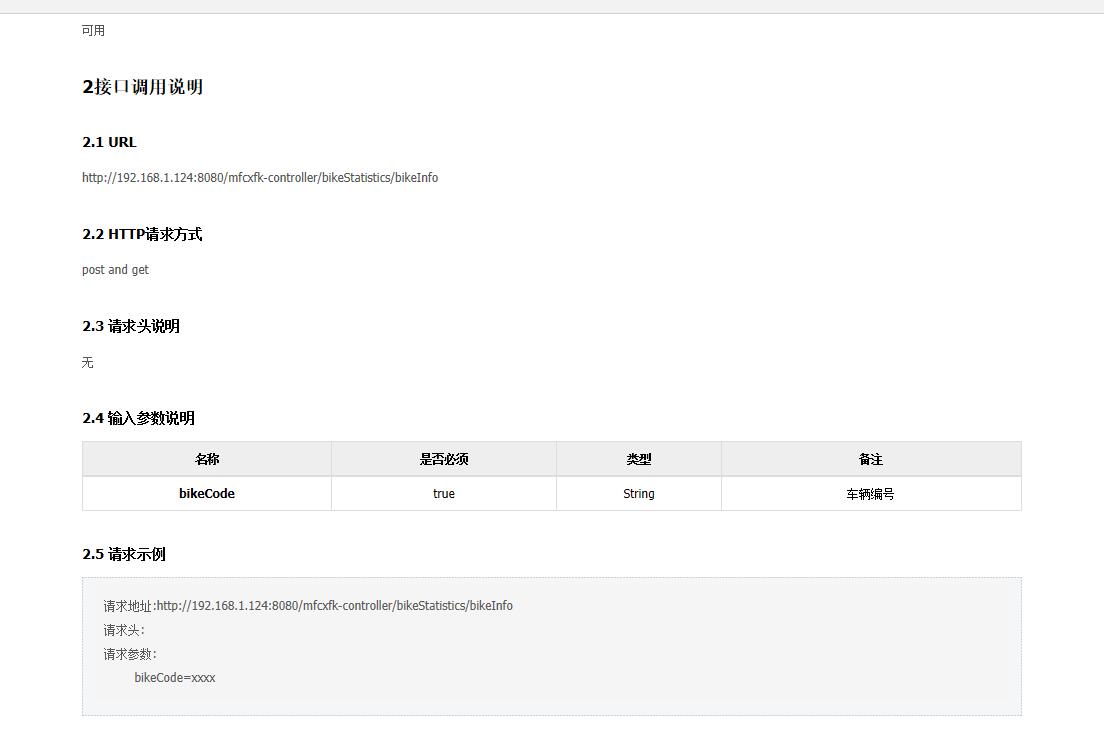 可用
2接口调用说明
2.1 URL
http://192.168.1.124:8080/mfcxfk-controller/bikeStatistics/bikeInfo
2.2 HTTP请求方式
post and get
2.3 请求头说明
无
2.4 输入参数说明
名称 是否必须 类型 备注
bikeCode true String 车辆编号
2.5 请求示例
请求地址:http://192.168.1.124:8080/mfcxfk-controller/bikeStatistics/bikeInfo
请求头:
请求参数:
bikeCode=xxxx